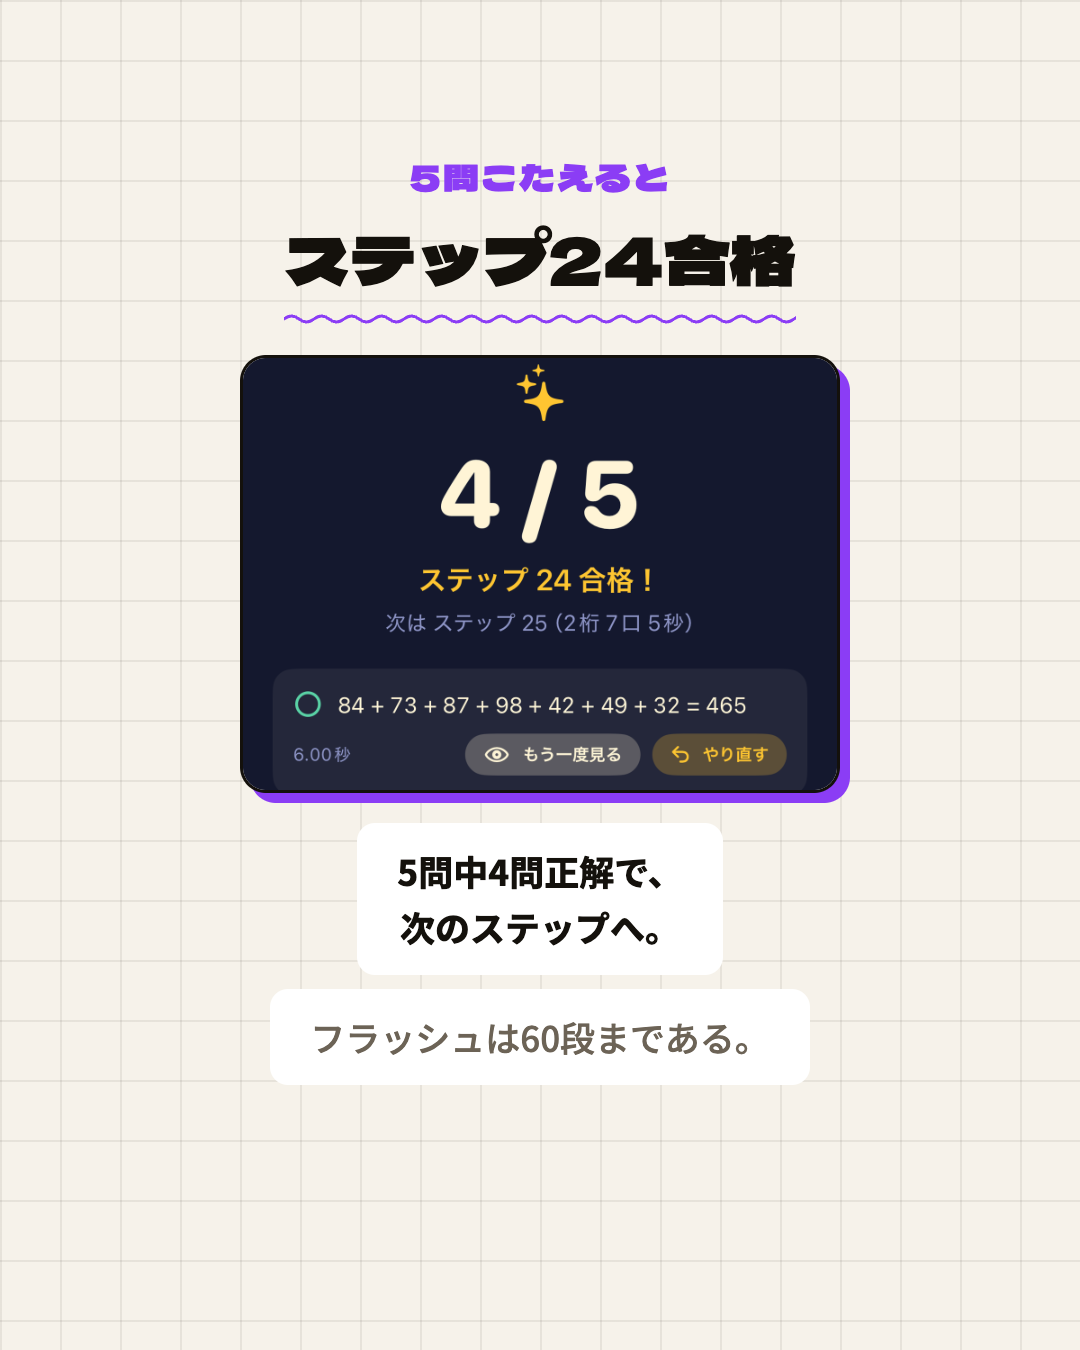 5問こたえると
ステップ24合格
4 / 5
ステップ 24 合格！
次は ステップ 25（2桁 7口 5秒）
84 + 73 + 87 + 98 + 42 + 49 + 32 = 465
6.00秒
もう一度見る
やり直す
5問中4問正解で、
次のステップへ。
フラッシュは60段まである。